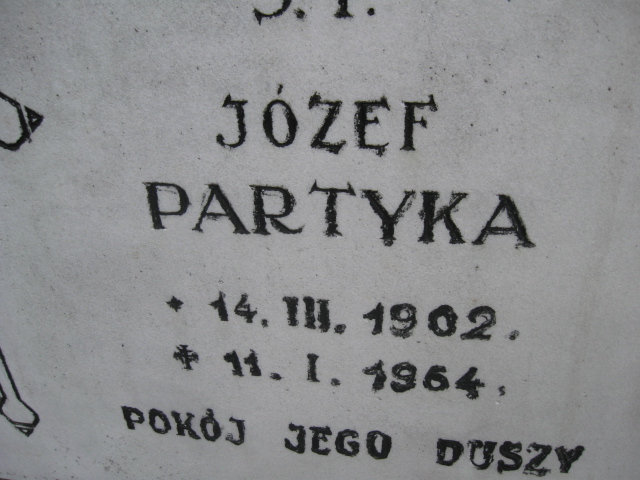 JÓZEF
PARTYKA
* 14. III. 1902.
✝ 11. I. 1964.
POKÓJ JEGO DUSZY